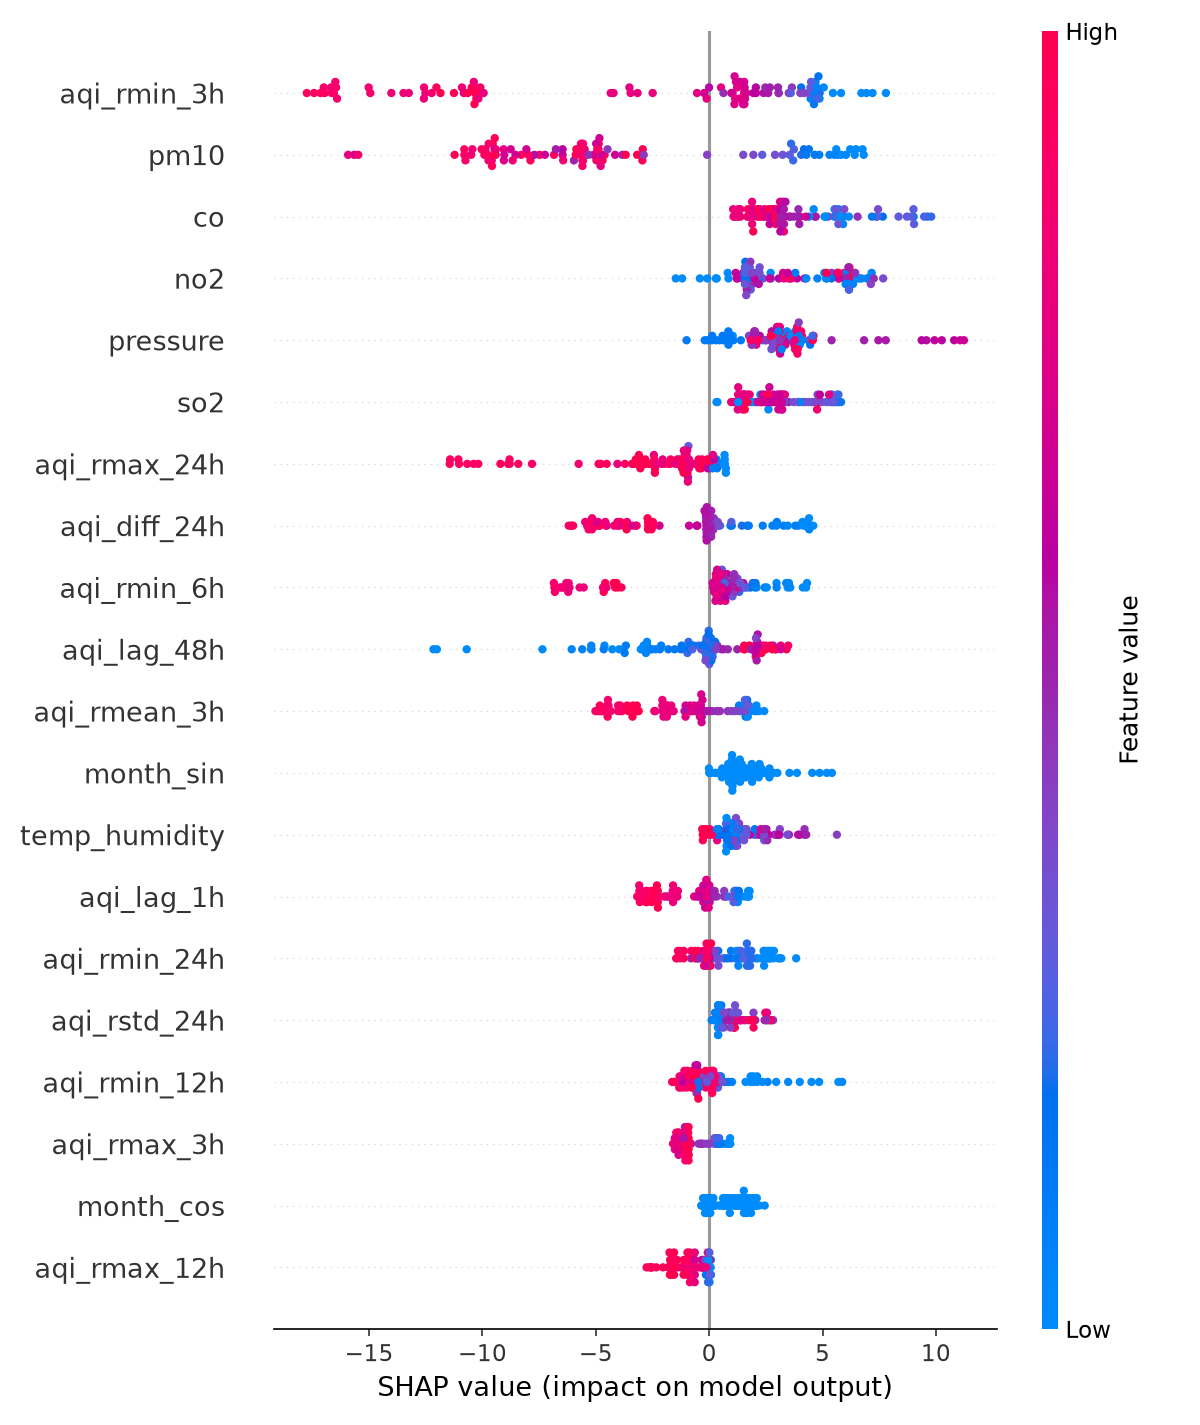 High
aqi_rmin_3h
pm10
co
no2
pressure
so2
aqi_rmax_24h
aqi_diff_24h
aqi_rmin_6h
aqi_lag_48h
aqi_rmean_3h
month_sin
temp_humidity
aqi_lag_1h
aqi_rmin_24h
aqi_rstd_24h
aqi_rmin_12h
aqi_rmax_3h
month_cos
aqi_rmax_12h
Feature value
Low
−15 −10 −5 0 5 10
SHAP value (impact on model output)